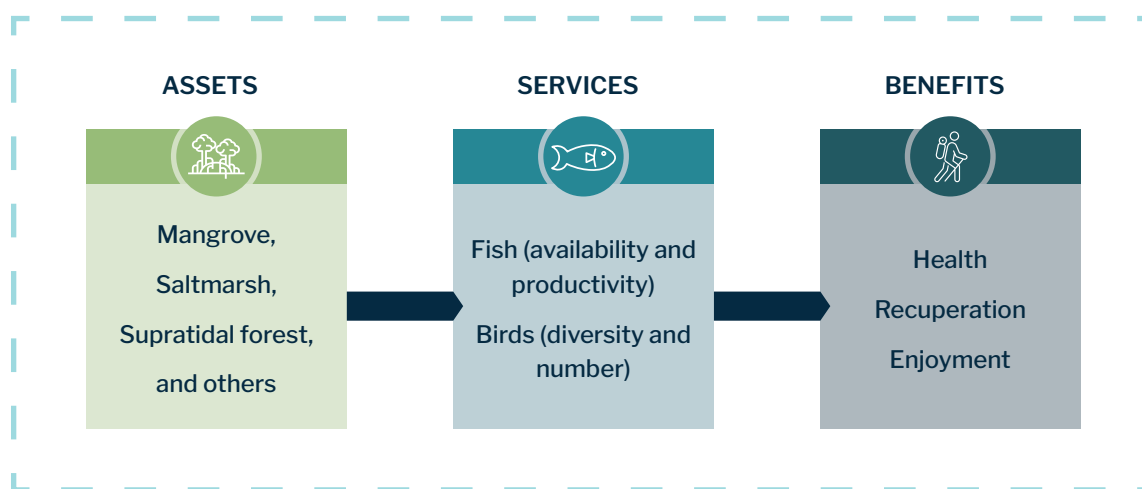 ASSETS
Mangrove,
Saltmarsh,
Supratidal forest,
and others
SERVICES
Fish (availability and
productivity)
Birds (diversity and
number)
BENEFITS
Health
Recuperation
Enjoyment